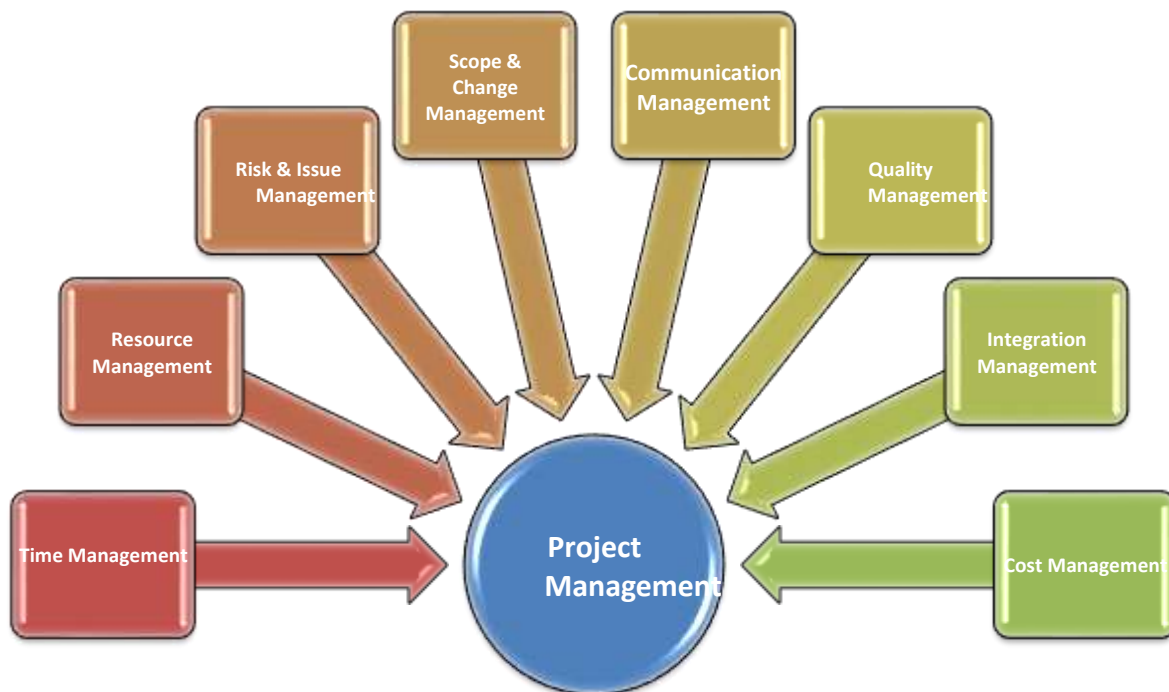 Scope &
Change
Management
Communication
Management
Risk & Issue
Management
Quality
Management
Resource
Management
Integration
Management
Time Management
Project
Management
Cost Management